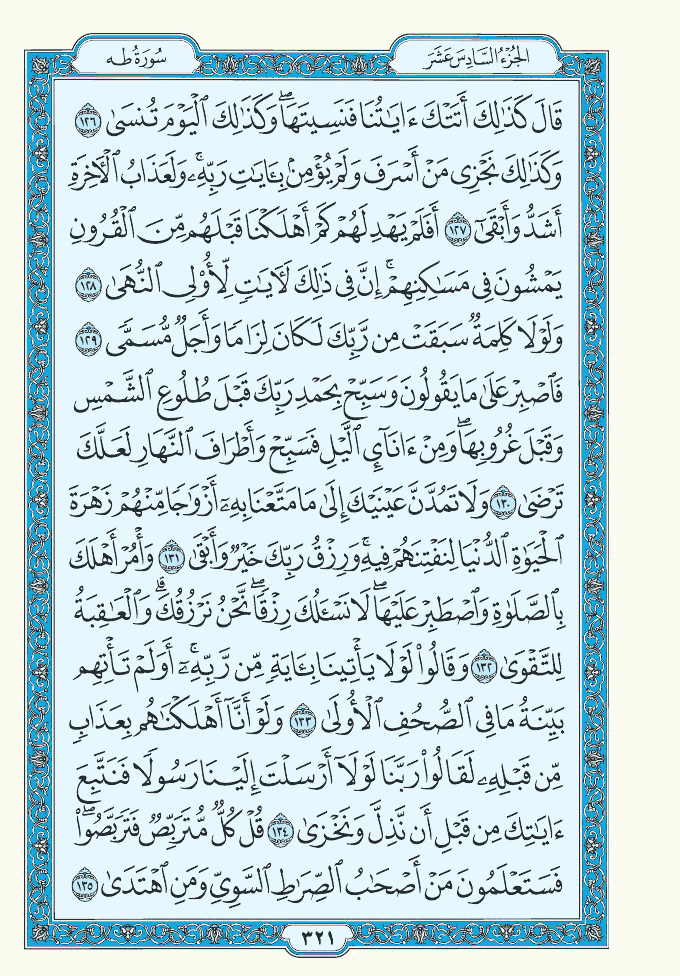 الجُزْءُ السَّادِسَ عَشَرَ
سُورَةُ طه
قَالَ كَذَٰلِكَ أَتَتْكَ ءَايَـٰتُنَا فَنَسِيتَهَا ۖ وَكَذَٰلِكَ ٱلْيَوْمَ تُنسَىٰ ١٢٦
وَكَذَٰلِكَ نَجْزِى مَنْ أَسْرَفَ وَلَمْ يُؤْمِنۢ بِـَٔايَـٰتِ رَبِّهِۦ ۚ وَلَعَذَابُ ٱلْـَٔاخِرَةِ
أَشَدُّ وَأَبْقَىٰٓ ١٢٧ أَفَلَمْ يَهْدِ لَهُمْ كَمْ أَهْلَكْنَا قَبْلَهُم مِّنَ ٱلْقُرُونِ
يَمْشُونَ فِى مَسَـٰكِنِهِمْ ۗ إِنَّ فِى ذَٰلِكَ لَـَٔايَـٰتٍ لِّأُو۟لِى ٱلنُّهَىٰ ١٢٨
وَلَوْلَا كَلِمَةٌ سَبَقَتْ مِن رَّبِّكَ لَكَانَ لِزَامًا وَأَجَلٌ مُّسَمًّى ١٢٩
فَٱصْبِرْ عَلَىٰ مَا يَقُولُونَ وَسَبِّحْ بِحَمْدِ رَبِّكَ قَبْلَ طُلُوعِ ٱلشَّمْسِ
وَقَبْلَ غُرُوبِهَا ۖ وَمِنْ ءَانَآئِ ٱلَّيْلِ فَسَبِّحْ وَأَطْرَافَ ٱلنَّهَارِ لَعَلَّكَ
تَرْضَىٰ ١٣٠ وَلَا تَمُدَّنَّ عَيْنَيْكَ إِلَىٰ مَا مَتَّعْنَا بِهِۦٓ أَزْوَٰجًا مِّنْهُمْ زَهْرَةَ
ٱلْحَيَوٰةِ ٱلدُّنْيَا لِنَفْتِنَهُمْ فِيهِ ۚ وَرِزْقُ رَبِّكَ خَيْرٌ وَأَبْقَىٰ ١٣١ وَأْمُرْ أَهْلَكَ
بِٱلصَّلَوٰةِ وَٱصْطَبِرْ عَلَيْهَا ۖ لَا نَسْـَٔلُكَ رِزْقًا ۖ نَّحْنُ نَرْزُقُكَ ۗ وَٱلْعَـٰقِبَةُ
لِلتَّقْوَىٰ ١٣٢ وَقَالُوا۟ لَوْلَا يَأْتِينَا بِـَٔايَةٍ مِّن رَّبِّهِۦٓ ۚ أَوَلَمْ تَأْتِهِم
بَيِّنَةُ مَا فِى ٱلصُّحُفِ ٱلْأُولَىٰ ١٣٣ وَلَوْ أَنَّآ أَهْلَكْنَـٰهُم بِعَذَابٍ
مِّن قَبْلِهِۦ لَقَالُوا۟ رَبَّنَا لَوْلَآ أَرْسَلْتَ إِلَيْنَا رَسُولًا فَنَتَّبِعَ
ءَايَـٰتِكَ مِن قَبْلِ أَن نَّذِلَّ وَنَخْزَىٰ ١٣٤ قُلْ كُلٌّ مُّتَرَبِّصٌ فَتَرَبَّصُوا۟ ۖ
فَسَتَعْلَمُونَ مَنْ أَصْحَـٰبُ ٱلصِّرَٰطِ ٱلسَّوِىِّ وَمَنِ ٱهْتَدَىٰ ١٣٥
٣٢١